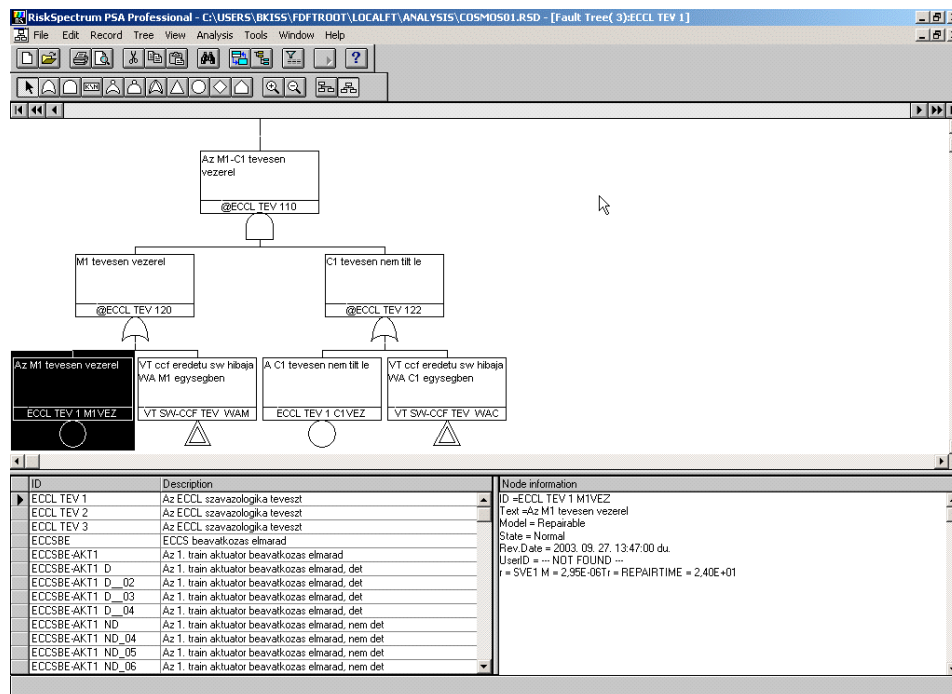 RiskSpectrum PSA Professional - C:\USERS\BKISS\FDFTROOT\LOCALFT\ANALYSIS\COSMOS01.RSD - [Fault Tree( 3):ECCL TEV 1]
File Edit Record Tree View Analysis Tools Window Help
Az M1-C1 tevesen
vezerel
@ECCL TEV 110
M1 tevesen vezerel
@ECCL TEV 120
C1 tevesen nem tilt le
@ECCL TEV 122
Az M1 tevesen vezerel
ECCL TEV 1 M1VEZ
VT ccf eredetu sw hibaja
WA M1 egysegben
VT SW-CCF TEV WAM
A C1 tevesen nem tilt le
ECCL TEV 1 C1VEZ
VT ccf eredetu sw hibaja
WA C1 egysegben
VT SW-CCF TEV WAC
ID Description
ECCL TEV 1 Az ECCL szavazologika teveszt
ECCL TEV 2 Az ECCL szavazologika teveszt
ECCL TEV 3 Az ECCL szavazologika teveszt
ECCSBE ECCS beavatkozas elmarad
ECCSBE-AKT1 Az 1. train aktuator beavatkozas elmarad
ECCSBE-AKT1 D Az 1. train aktuator beavatkozas elmarad, det
ECCSBE-AKT1 D__02 Az 1. train aktuator beavatkozas elmarad, det
ECCSBE-AKT1 D__03 Az 1. train aktuator beavatkozas elmarad, det
ECCSBE-AKT1 D__04 Az 1. train aktuator beavatkozas elmarad, det
ECCSBE-AKT1 ND Az 1. train aktuator beavatkozas elmarad, nem det
ECCSBE-AKT1 ND_04 Az 1. train aktuator beavatkozas elmarad, nem det
ECCSBE-AKT1 ND_05 Az 1. train aktuator beavatkozas elmarad, nem det
ECCSBE-AKT1 ND_06 Az 1. train aktuator beavatkozas elmarad, nem det
Node information
ID =ECCL TEV 1 M1VEZ
Text =Az M1 tevesen vezerel
Model = Repairable
State = Normal
Rev.Date = 2003. 09. 27. 13:47:00 du.
UserID = --- NOT FOUND ---
r = SVE1 M = 2,95E-06Tr = REPAIRTIME = 2,40E+01